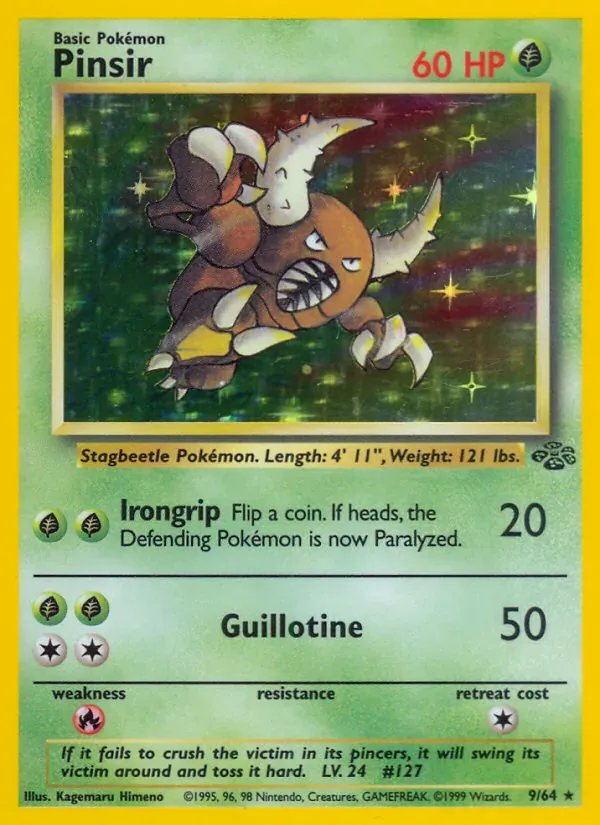 Basic Pokémon
Pinsir
60 HP
Stagbeetle Pokémon. Length: 4' 11", Weight: 121 lbs.
Irongrip Flip a coin. If heads, the
Defending Pokémon is now Paralyzed.
20
Guillotine
50
weakness
resistance
retreat cost
If it fails to crush the victim in its pincers, it will swing its
victim around and toss it hard. LV. 24 #127
Illus. Kagemaru Himeno ©1995, 96, 98 Nintendo, Creatures, GAMEFREAK. ©1999 Wizards. 9/64 ★